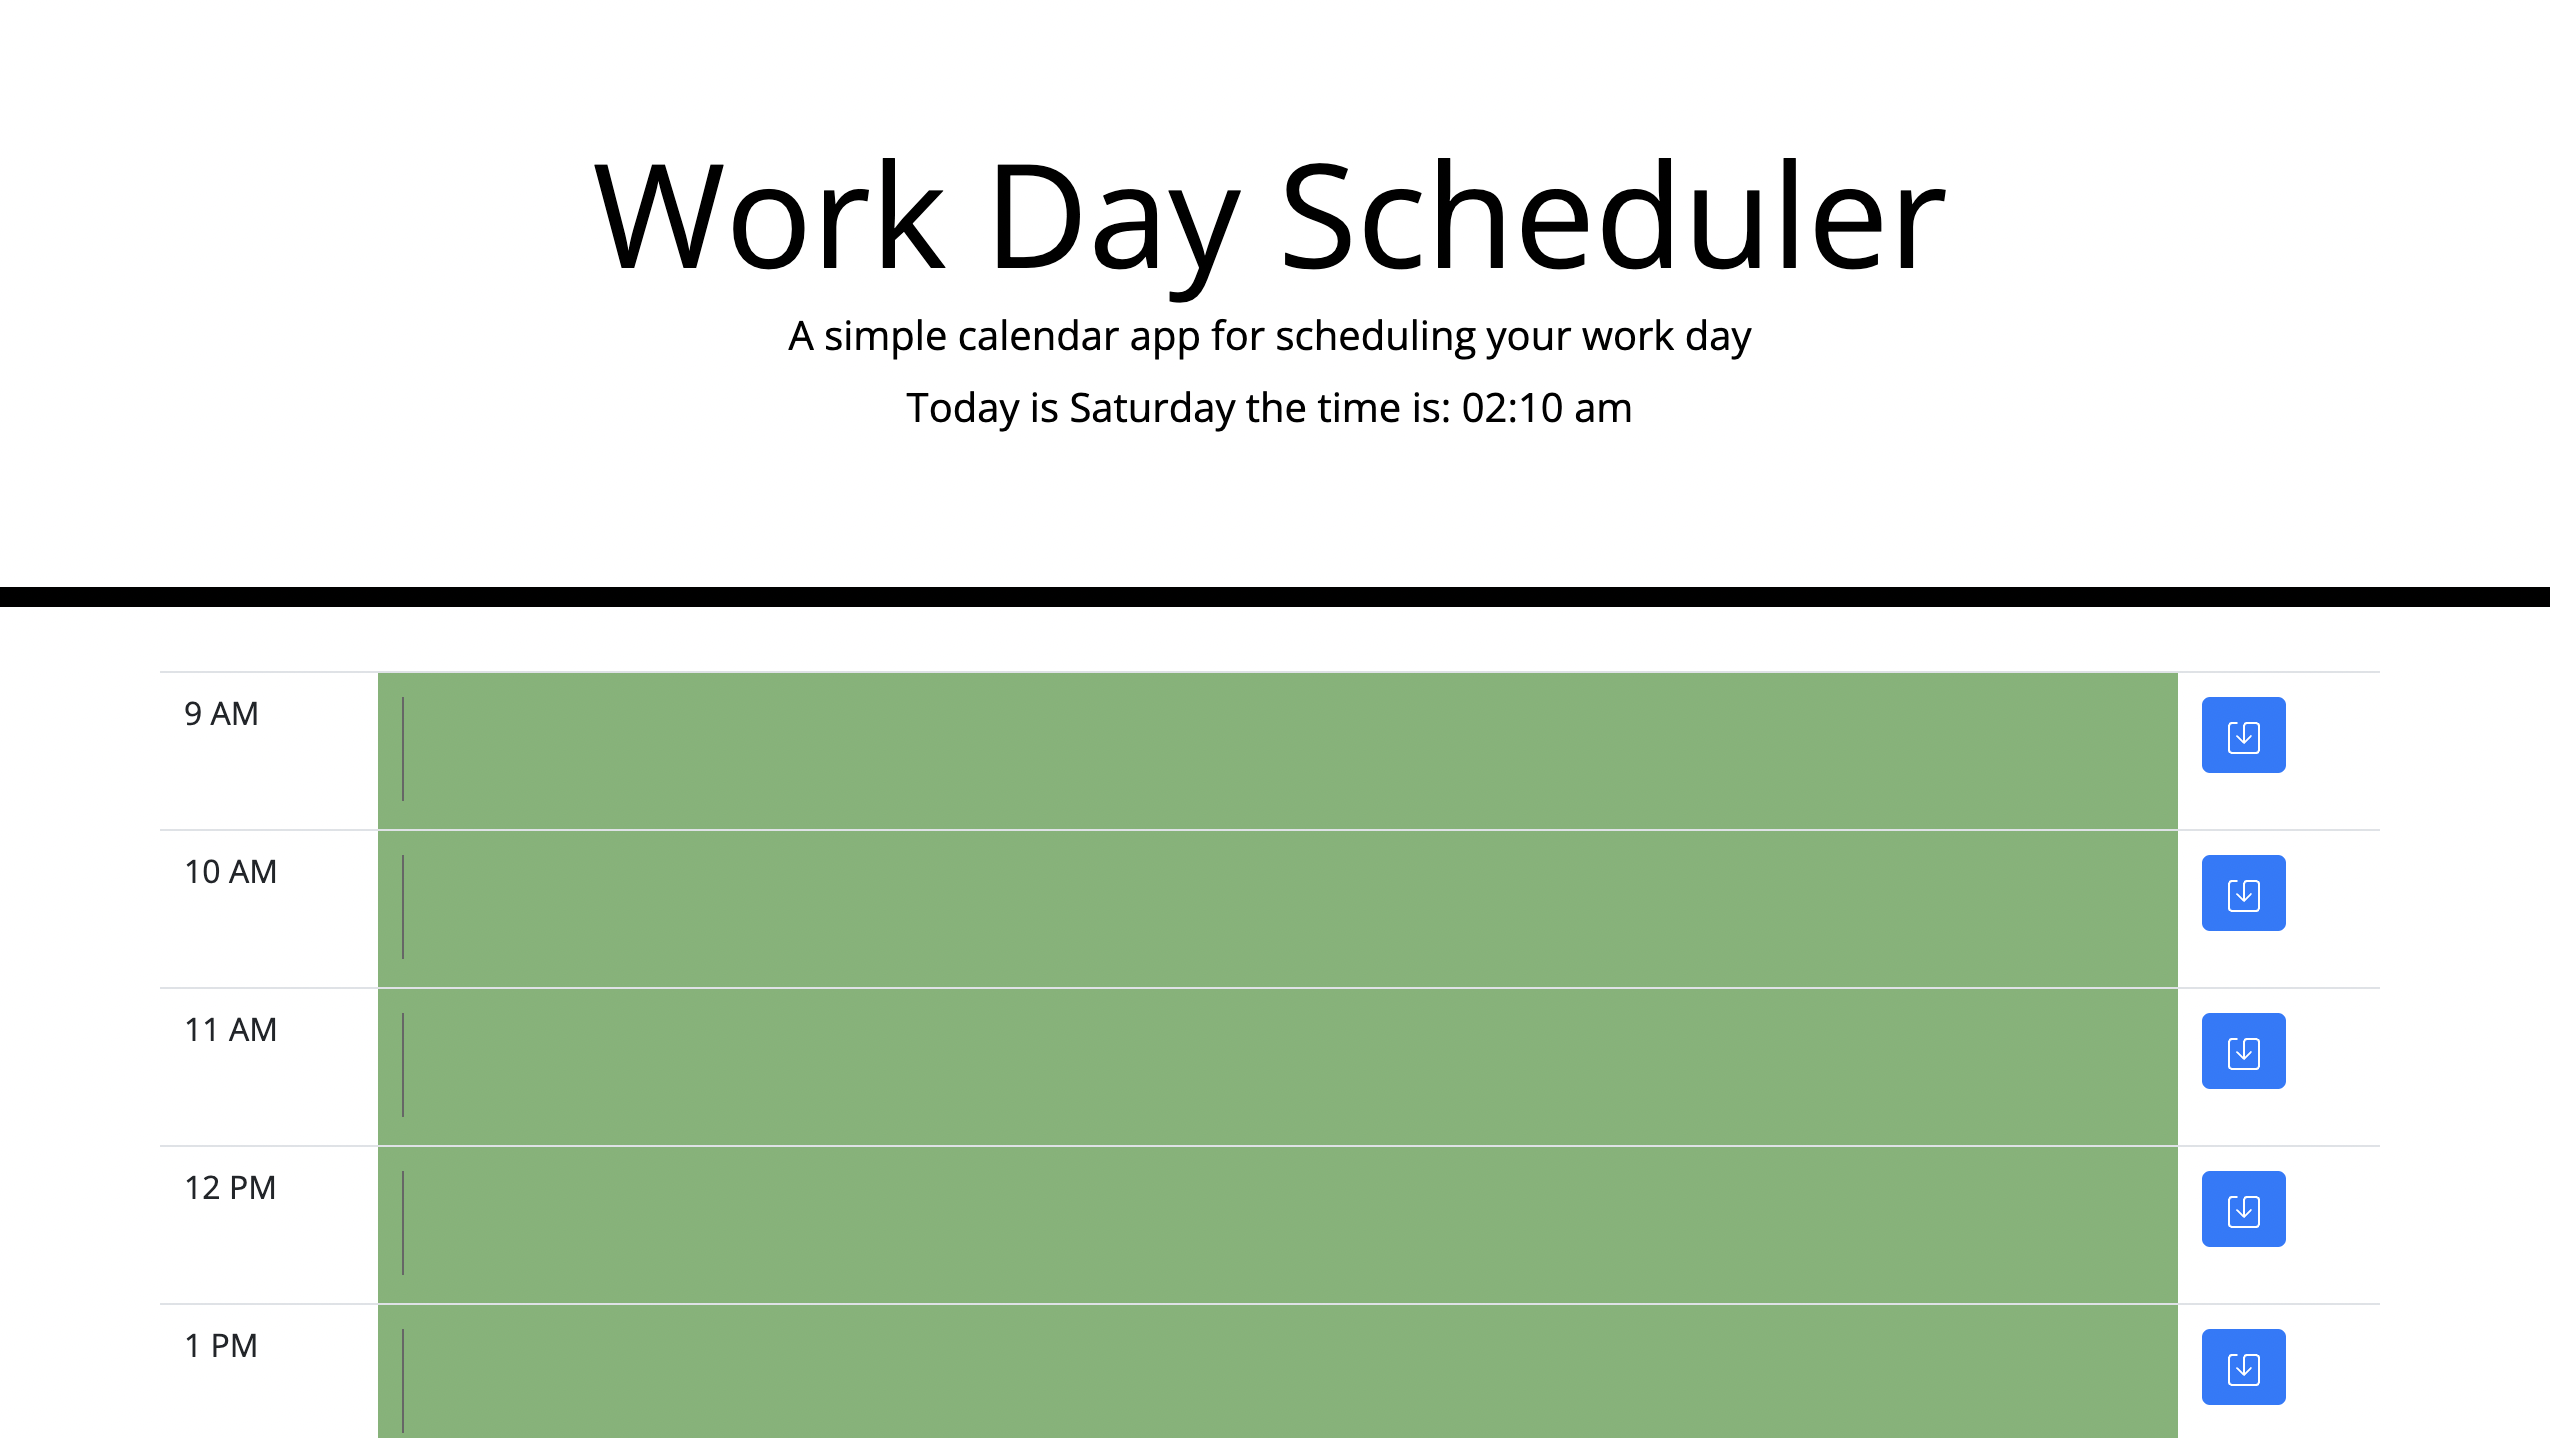 Work Day Scheduler
A simple calendar app for scheduling your work day
Today is Saturday the time is: 02:10 am
9 AM
10 AM
11 AM
12 PM
1 PM